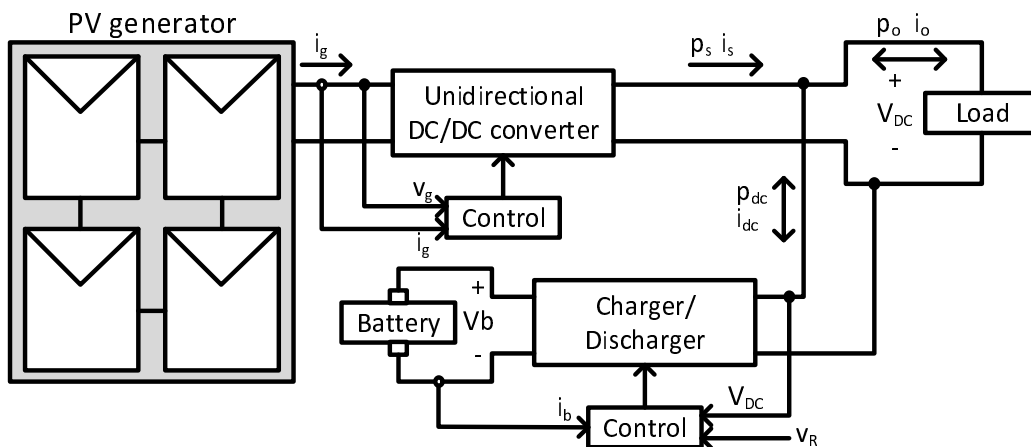 PV generator
i_g
p_s i_s
p_o i_o
Unidirectional
DC/DC converter
+
V_DC
-
Load
v_g
Control
i_g
p_dc
i_dc
+
Battery
Vb
-
Charger/
Discharger
i_b
Control
V_DC
v_R